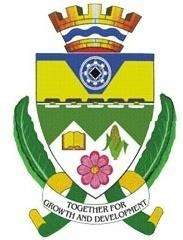 TOGETHER FOR
GROWTH AND DEVELOPMENT